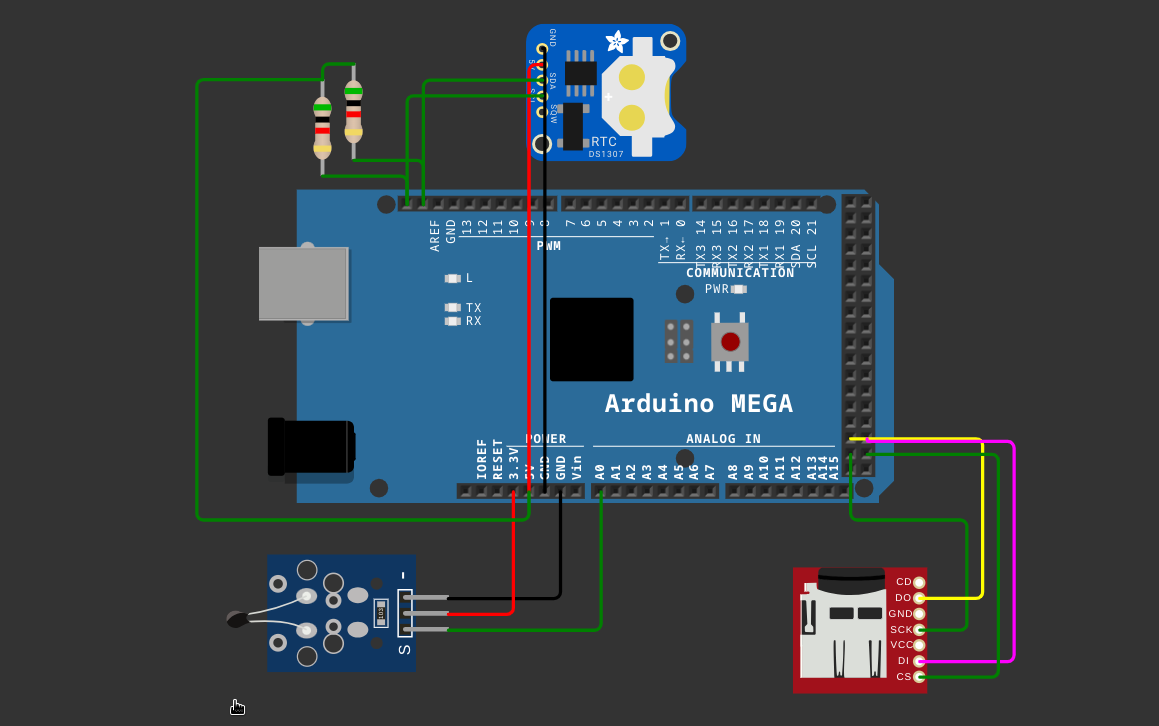 GND
5V
SDA
SCL
SQW
RTC
DS1307
AREF
GND
13
12
11
10
9
8
7
6
5
4
3
2
TX→ 1
RX← 0
TX3 14
RX3 15
TX2 16
RX2 17
TX1 18
RX1 19
SDA 20
SCL 21
PWM
COMMUNICATION
L
PWR
TX
RX
Arduino MEGA
POWER
ANALOG IN
IOREF
RESET
3.3V
5V
GND
GND
Vin
A0
A1
A2
A3
A4
A5
A6
A7
A8
A9
A10
A11
A12
A13
A14
A15
103
-
S
CD
DO
GND
SCK
VCC
DI
CS